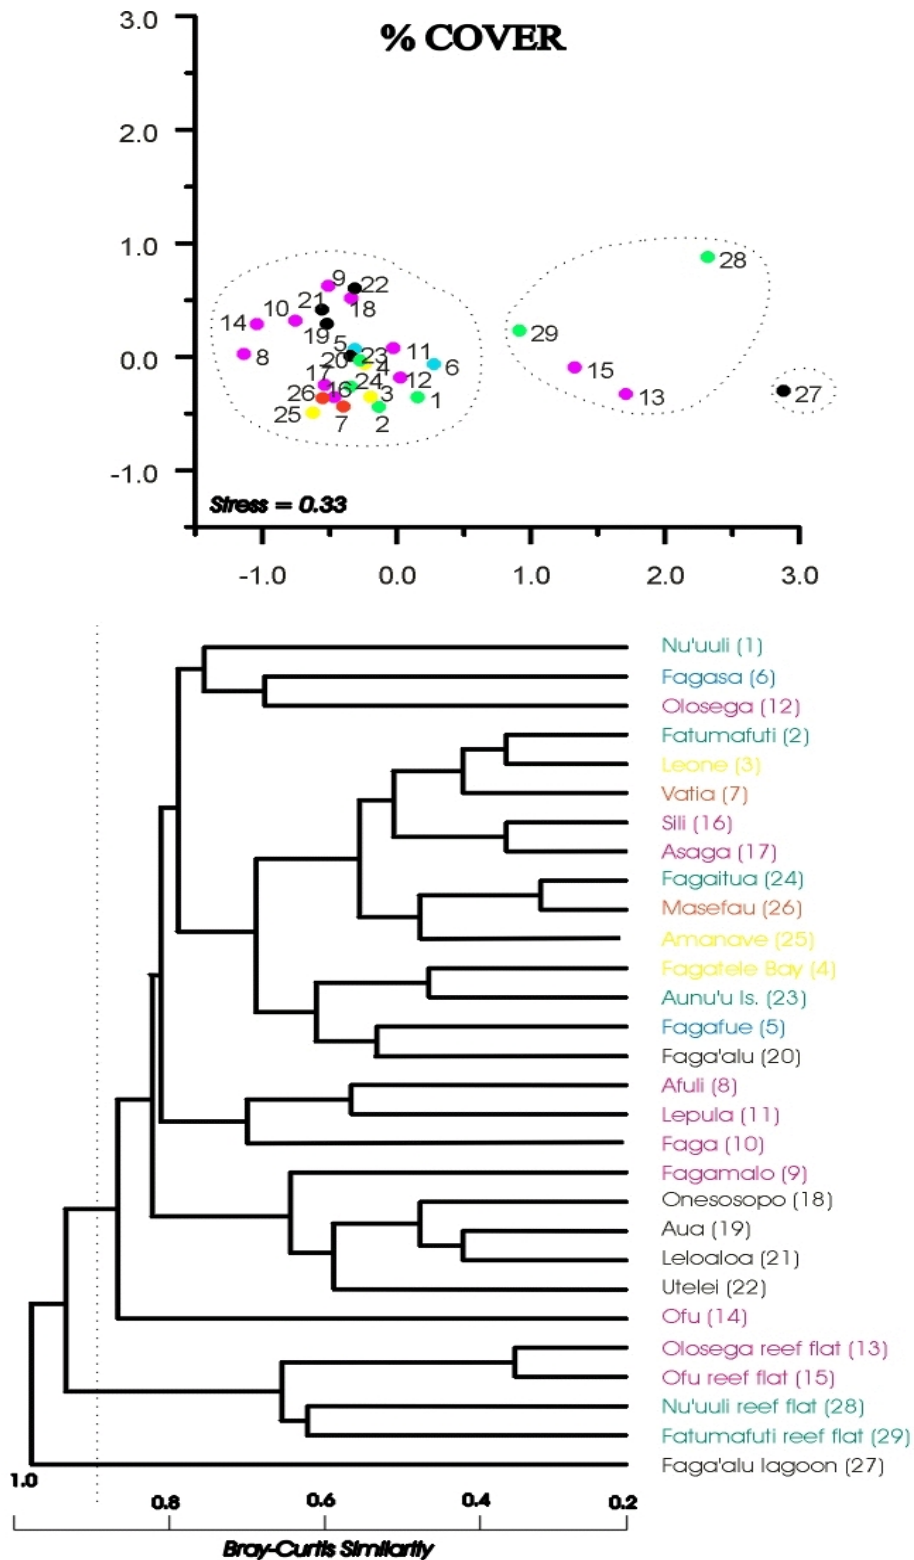 % COVER
3.0
2.0
1.0
0.0
-1.0
28
9
22
21
18
10
14
19
29
5
11
8
20
23
4
6
15
17
12
16
24
13
27
26
3
1
25
7
2
Stress = 0.33
-1.0 0.0 1.0 2.0 3.0
Nu'uuli (1)
Fagasa (6)
Olosega (12)
Fatumafuti (2)
Leone (3)
Vatia (7)
Sili (16)
Asaga (17)
Fagaitua (24)
Masefau (26)
Amanave (25)
Fagatele Bay (4)
Aunu'u Is. (23)
Fagafue (5)
Faga'alu (20)
Afuli (8)
Lepula (11)
Faga (10)
Fagamalo (9)
Onesosopo (18)
Aua (19)
Leloaloa (21)
Utelei (22)
Ofu (14)
Olosega reef flat (13)
Ofu reef flat (15)
Nu'uuli reef flat (28)
Fatumafuti reef flat (29)
Faga'alu lagoon (27)
1.0 0.8 0.6 0.4 0.2
Bray-Curtis Similarity